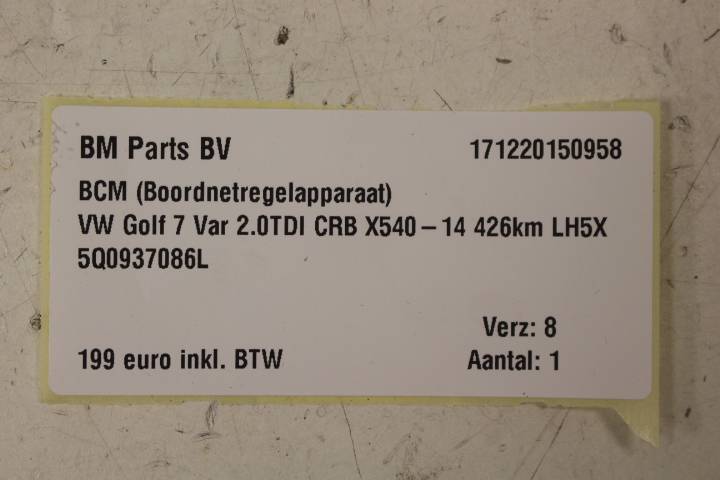 BM Parts BV 171220150958
BCM (Boordnetregelapparaat)
VW Golf 7 Var 2.0TDI CRB X540 – 14 426km LH5X
5Q0937086L
Verz: 8
199 euro inkl. BTW Aantal: 1